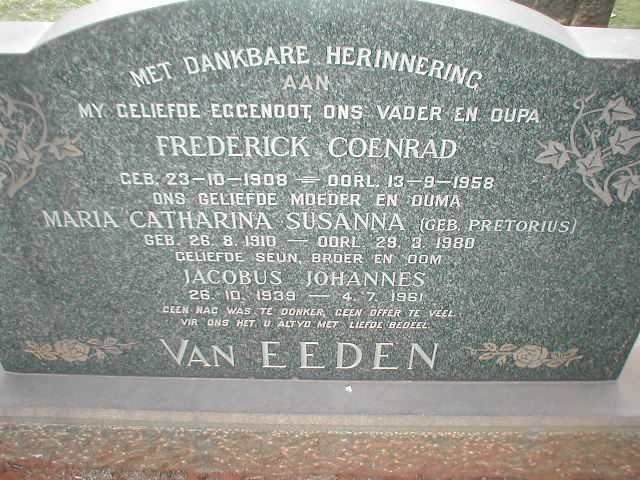 MET DANKBARE HERINNERING
AAN
MY GELIEFDE EGGENOOT, ONS VADER EN OUPA
FREDERICK COENRAD
GEB. 23-10-1908 = OORL. 13-9-1958
ONS GELIEFDE MOEDER EN OUMA
MARIA CATHARINA SUSANNA (GEB. PRETORIUS)
GEB. 26. 8. 1910 — OORL. 29. 3. 1980
GELIEFDE SEUN, BROER EN OOM
JACOBUS JOHANNES
26. 10. 1939 — 4. 7. 1961
GEEN NAG WAS TE DONKER, GEEN OFFER TE VEEL.
VIR ONS HET U ALTYD MET LIEFDE BEDEEL.
VAN EEDEN